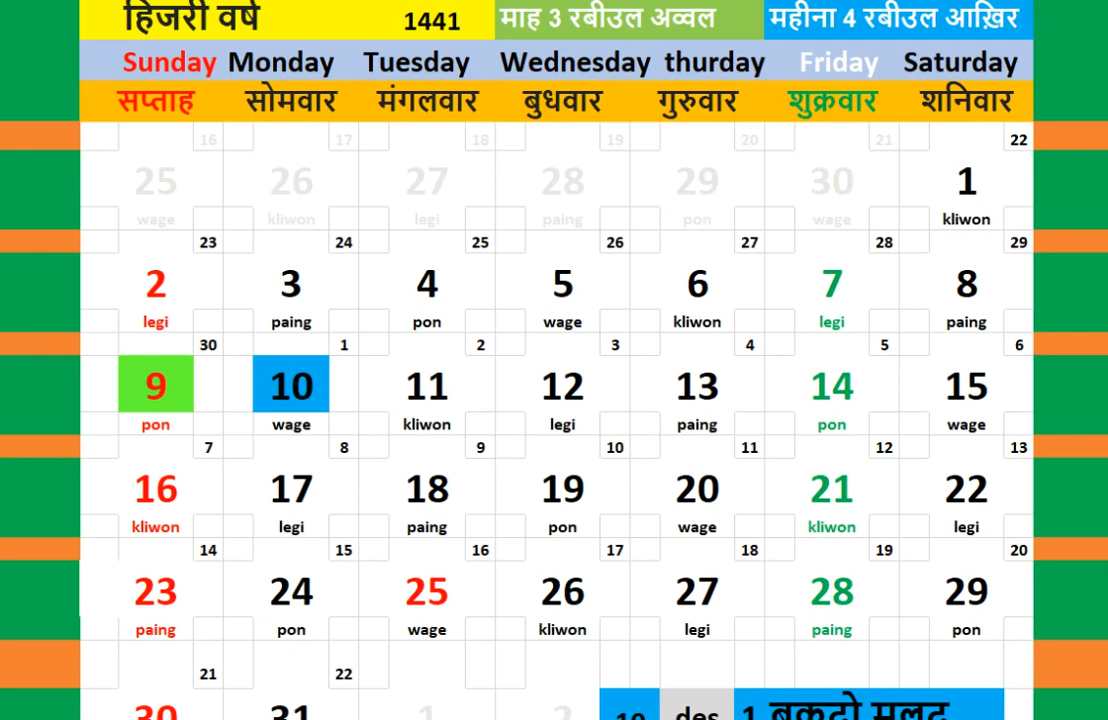 हिजरी वर्ष 1441 माह 3 रबीउल अव्वल महीना 4 रबीउल आख़िर
Sunday Monday Tuesday Wednesday thurday Friday Saturday
सप्ताह सोमवार मंगलवार बुधवार गुरुवार शुक्रवार शनिवार
16 17 18 19 20 21 22
25 26 27 28 29 30 1
wage kliwon legi paing pon wage kliwon
23 24 25 26 27 28 29
2 3 4 5 6 7 8
legi paing pon wage kliwon legi paing
30 1 2 3 4 5 6
9 10 11 12 13 14 15
pon wage kliwon legi paing pon wage
7 8 9 10 11 12 13
16 17 18 19 20 21 22
kliwon legi paing pon wage kliwon legi
14 15 16 17 18 19 20
23 24 25 26 27 28 29
paing pon wage kliwon legi paing pon
21 22
30 31 1 2 10 des 1